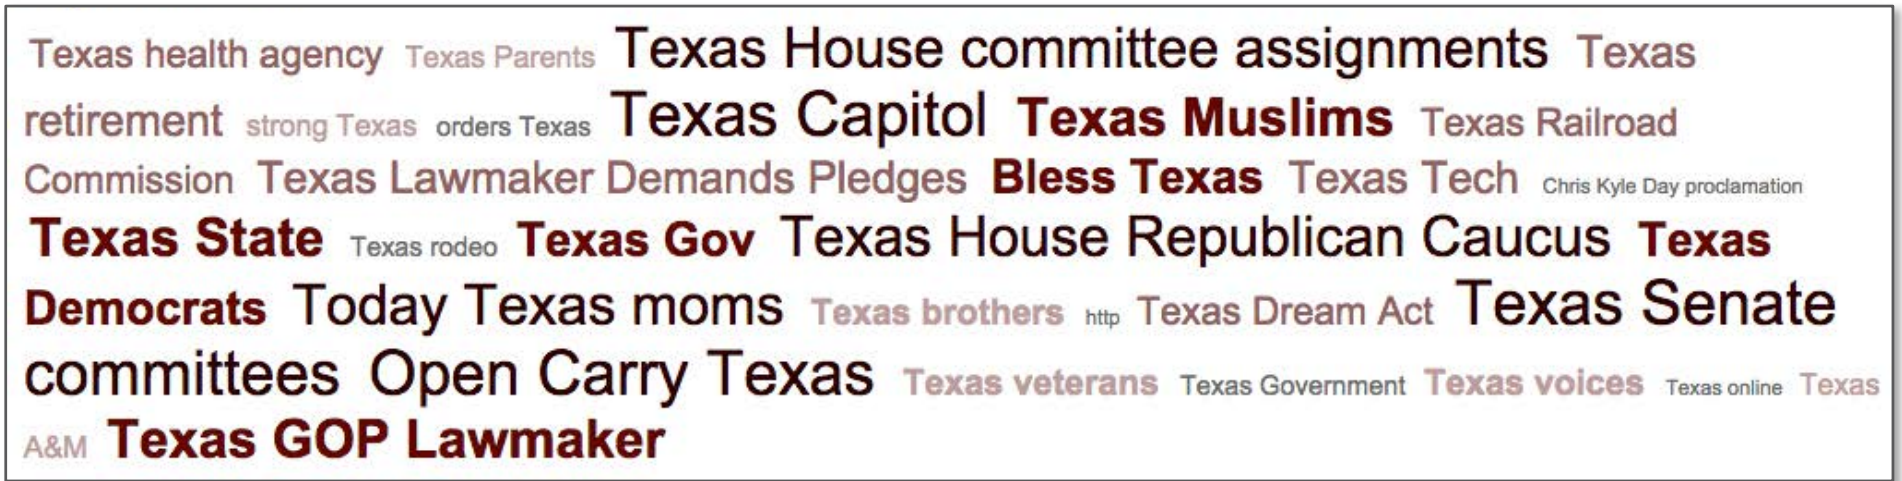 Texas health agency Texas Parents Texas House committee assignments Texas
retirement strong Texas orders Texas Texas Capitol Texas Muslims Texas Railroad
Commission Texas Lawmaker Demands Pledges Bless Texas Texas Tech Chris Kyle Day proclamation
Texas State Texas rodeo Texas Gov Texas House Republican Caucus Texas
Democrats Today Texas moms Texas brothers http Texas Dream Act Texas Senate
committees Open Carry Texas Texas veterans Texas Government Texas voices Texas online Texas
A&M Texas GOP Lawmaker